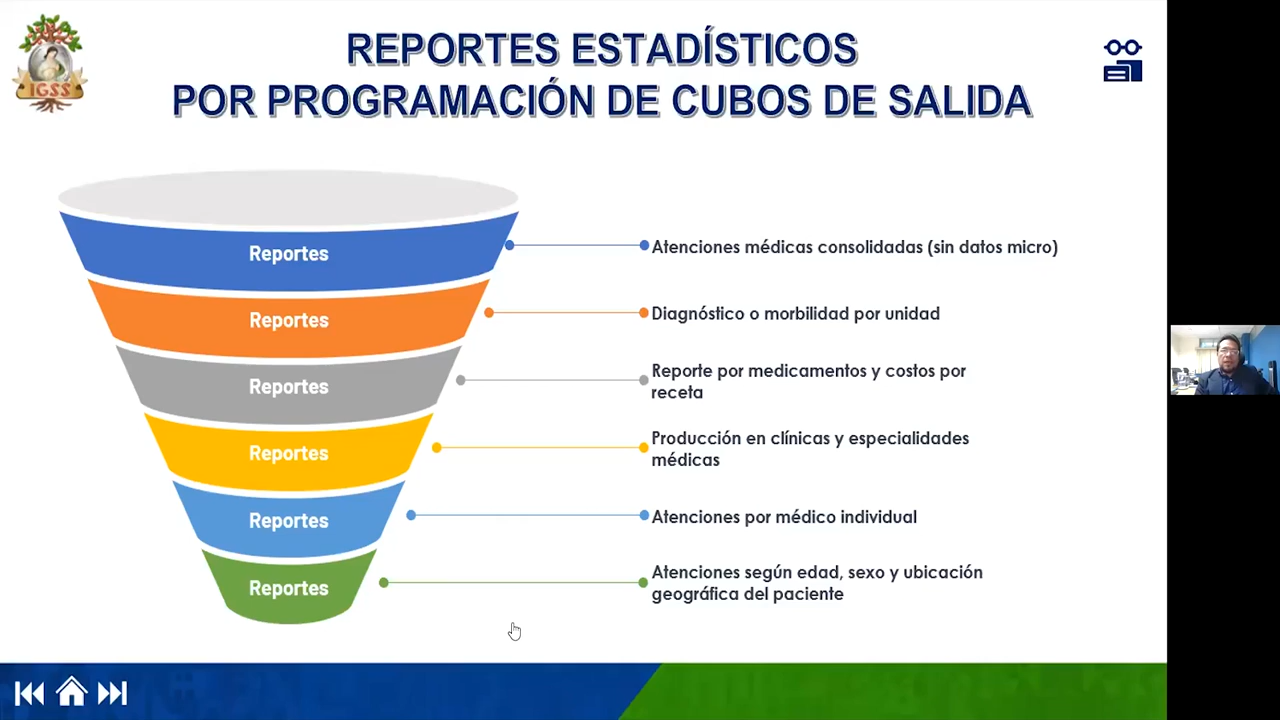 IGSS
REPORTES ESTADÍSTICOS
POR PROGRAMACIÓN DE CUBOS DE SALIDA
Reportes
Atenciones médicas consolidadas (sin datos micro)
Reportes
Diagnóstico o morbilidad por unidad
Reportes
Reporte por medicamentos y costos por
receta
Reportes
Producción en clínicas y especialidades
médicas
Reportes
Atenciones por médico individual
Reportes
Atenciones según edad, sexo y ubicación
geográfica del paciente